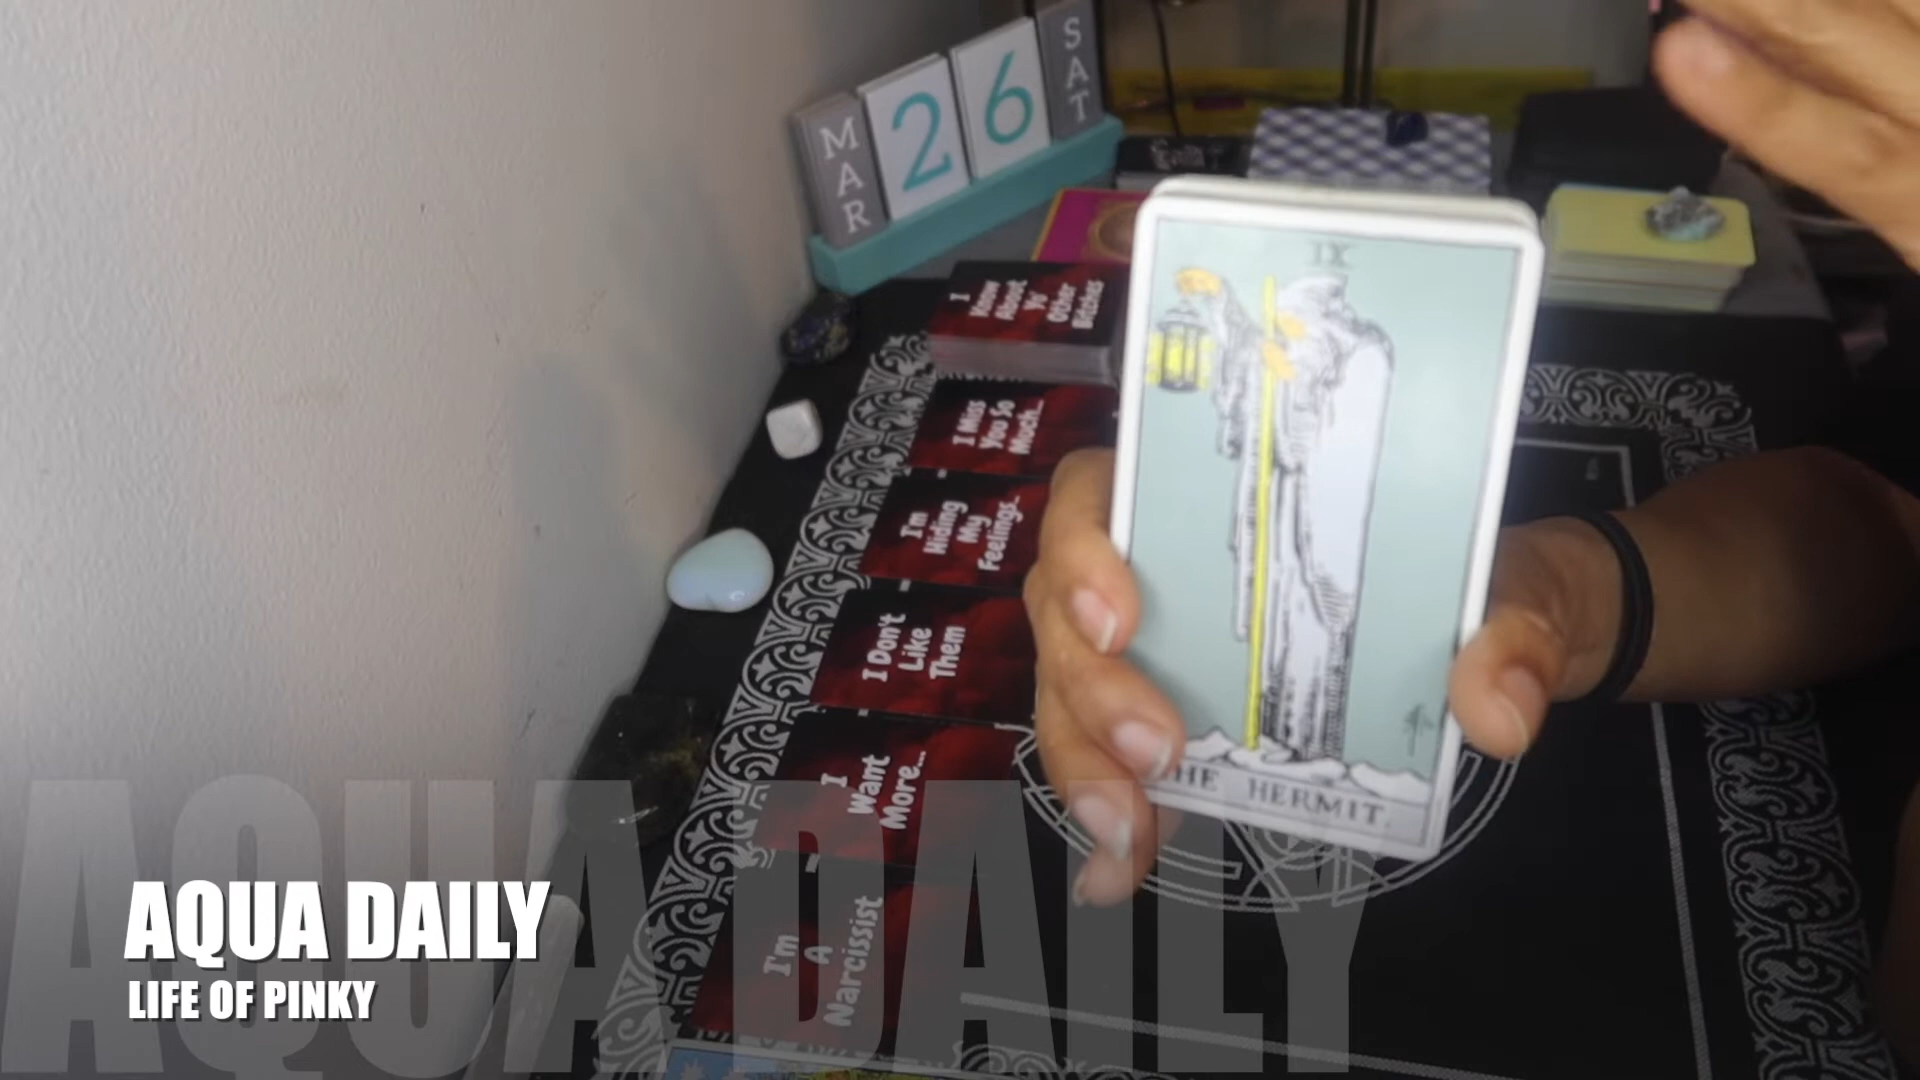 MAR 26 SAT
IX
THE HERMIT.
I
Know
About
Yo'
Other
Bitches
I Miss
You So
Much...
I'm
Hiding
My
Feelings..
I Don't
Like
Them
I
Want
More...
I'm
A
Narcissist
AQUA DAILY
AQUA DAILY
LIFE OF PINKY